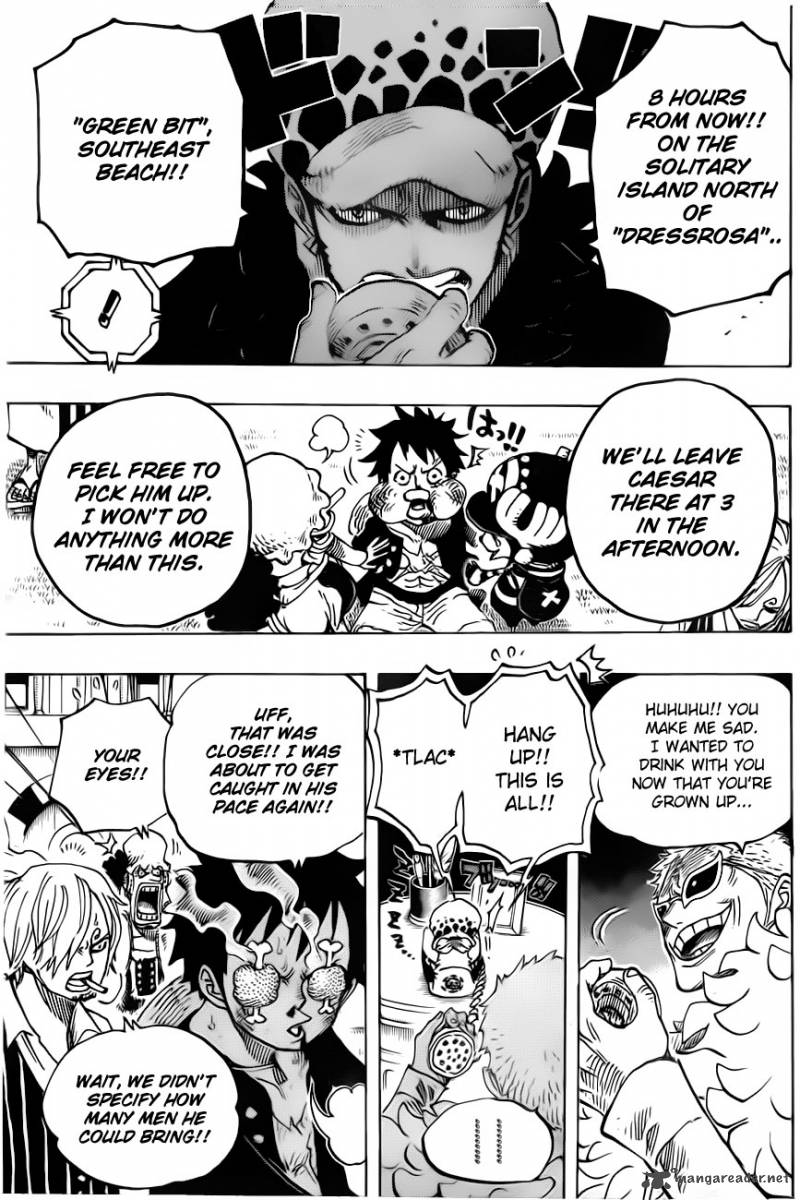 8 HOURS
FROM NOW!!
ON THE
SOLITARY
ISLAND NORTH
OF
"DRESSROSA"..
"GREEN BIT",
SOUTHEAST
BEACH!!
!
WE'LL LEAVE
CAESAR
THERE AT 3
IN THE
AFTERNOON.
はっ!!
FEEL FREE TO
PICK HIM UP.
I WON'T DO
ANYTHING MORE
THAN THIS.
HUHUHU!! YOU
MAKE ME SAD.
I WANTED TO
DRINK WITH YOU
NOW THAT YOU'RE
GROWN UP...
HANG
UP!!
THIS IS
ALL!!
*TLAC*
!!
UFF,
THAT WAS
CLOSE!! I WAS
ABOUT TO GET
CAUGHT IN HIS
PACE AGAIN!!
YOUR
EYES!!
WAIT, WE DIDN'T
SPECIFY HOW
MANY MEN HE
COULD BRING!!
mangareader.net